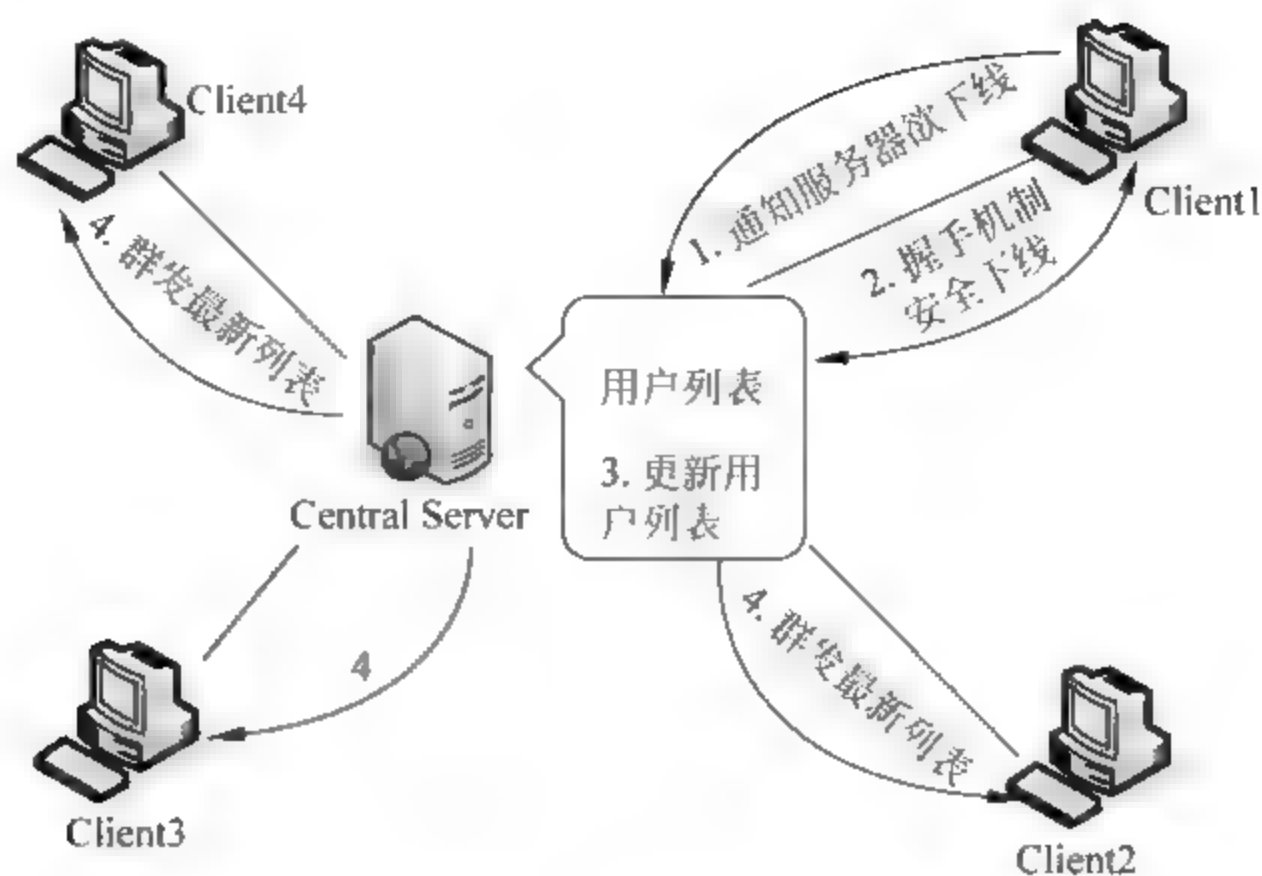 Client4
Client1
1. 通知服务器欲下线
2. 握手机制
安全下线
4. 群发最新列表
用户列表
3. 更新用
户列表
Central Server
4
4. 群发最新列表
Client3
Client2